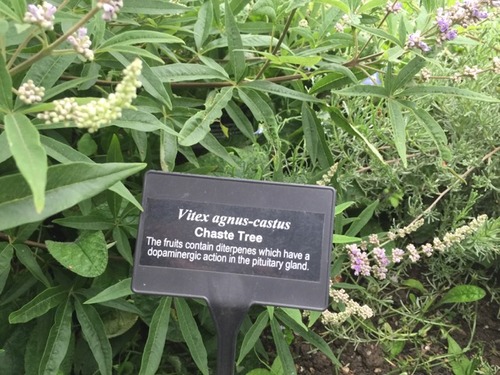 Vitex agnus-castus
Chaste Tree
The fruits contain diterpenes which have a
dopaminergic action in the pituitary gland.